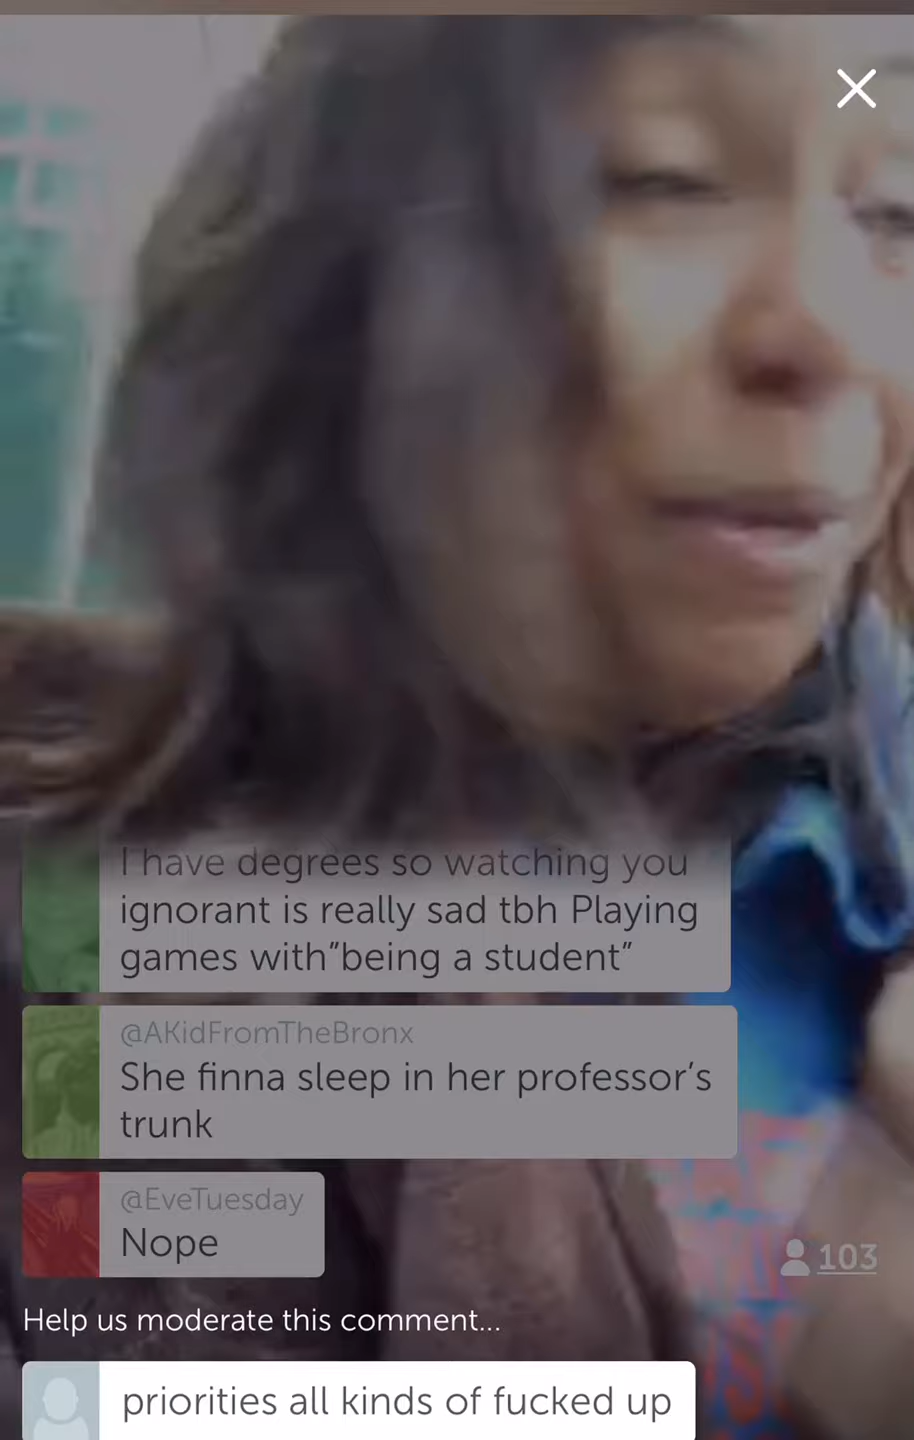 I have degrees so watching you
ignorant is really sad tbh Playing
games with"being a student"
@AKidFromTheBronx
She finna sleep in her professor's
trunk
@EveTuesday
Nope
103
Help us moderate this comment...
priorities all kinds of fucked up